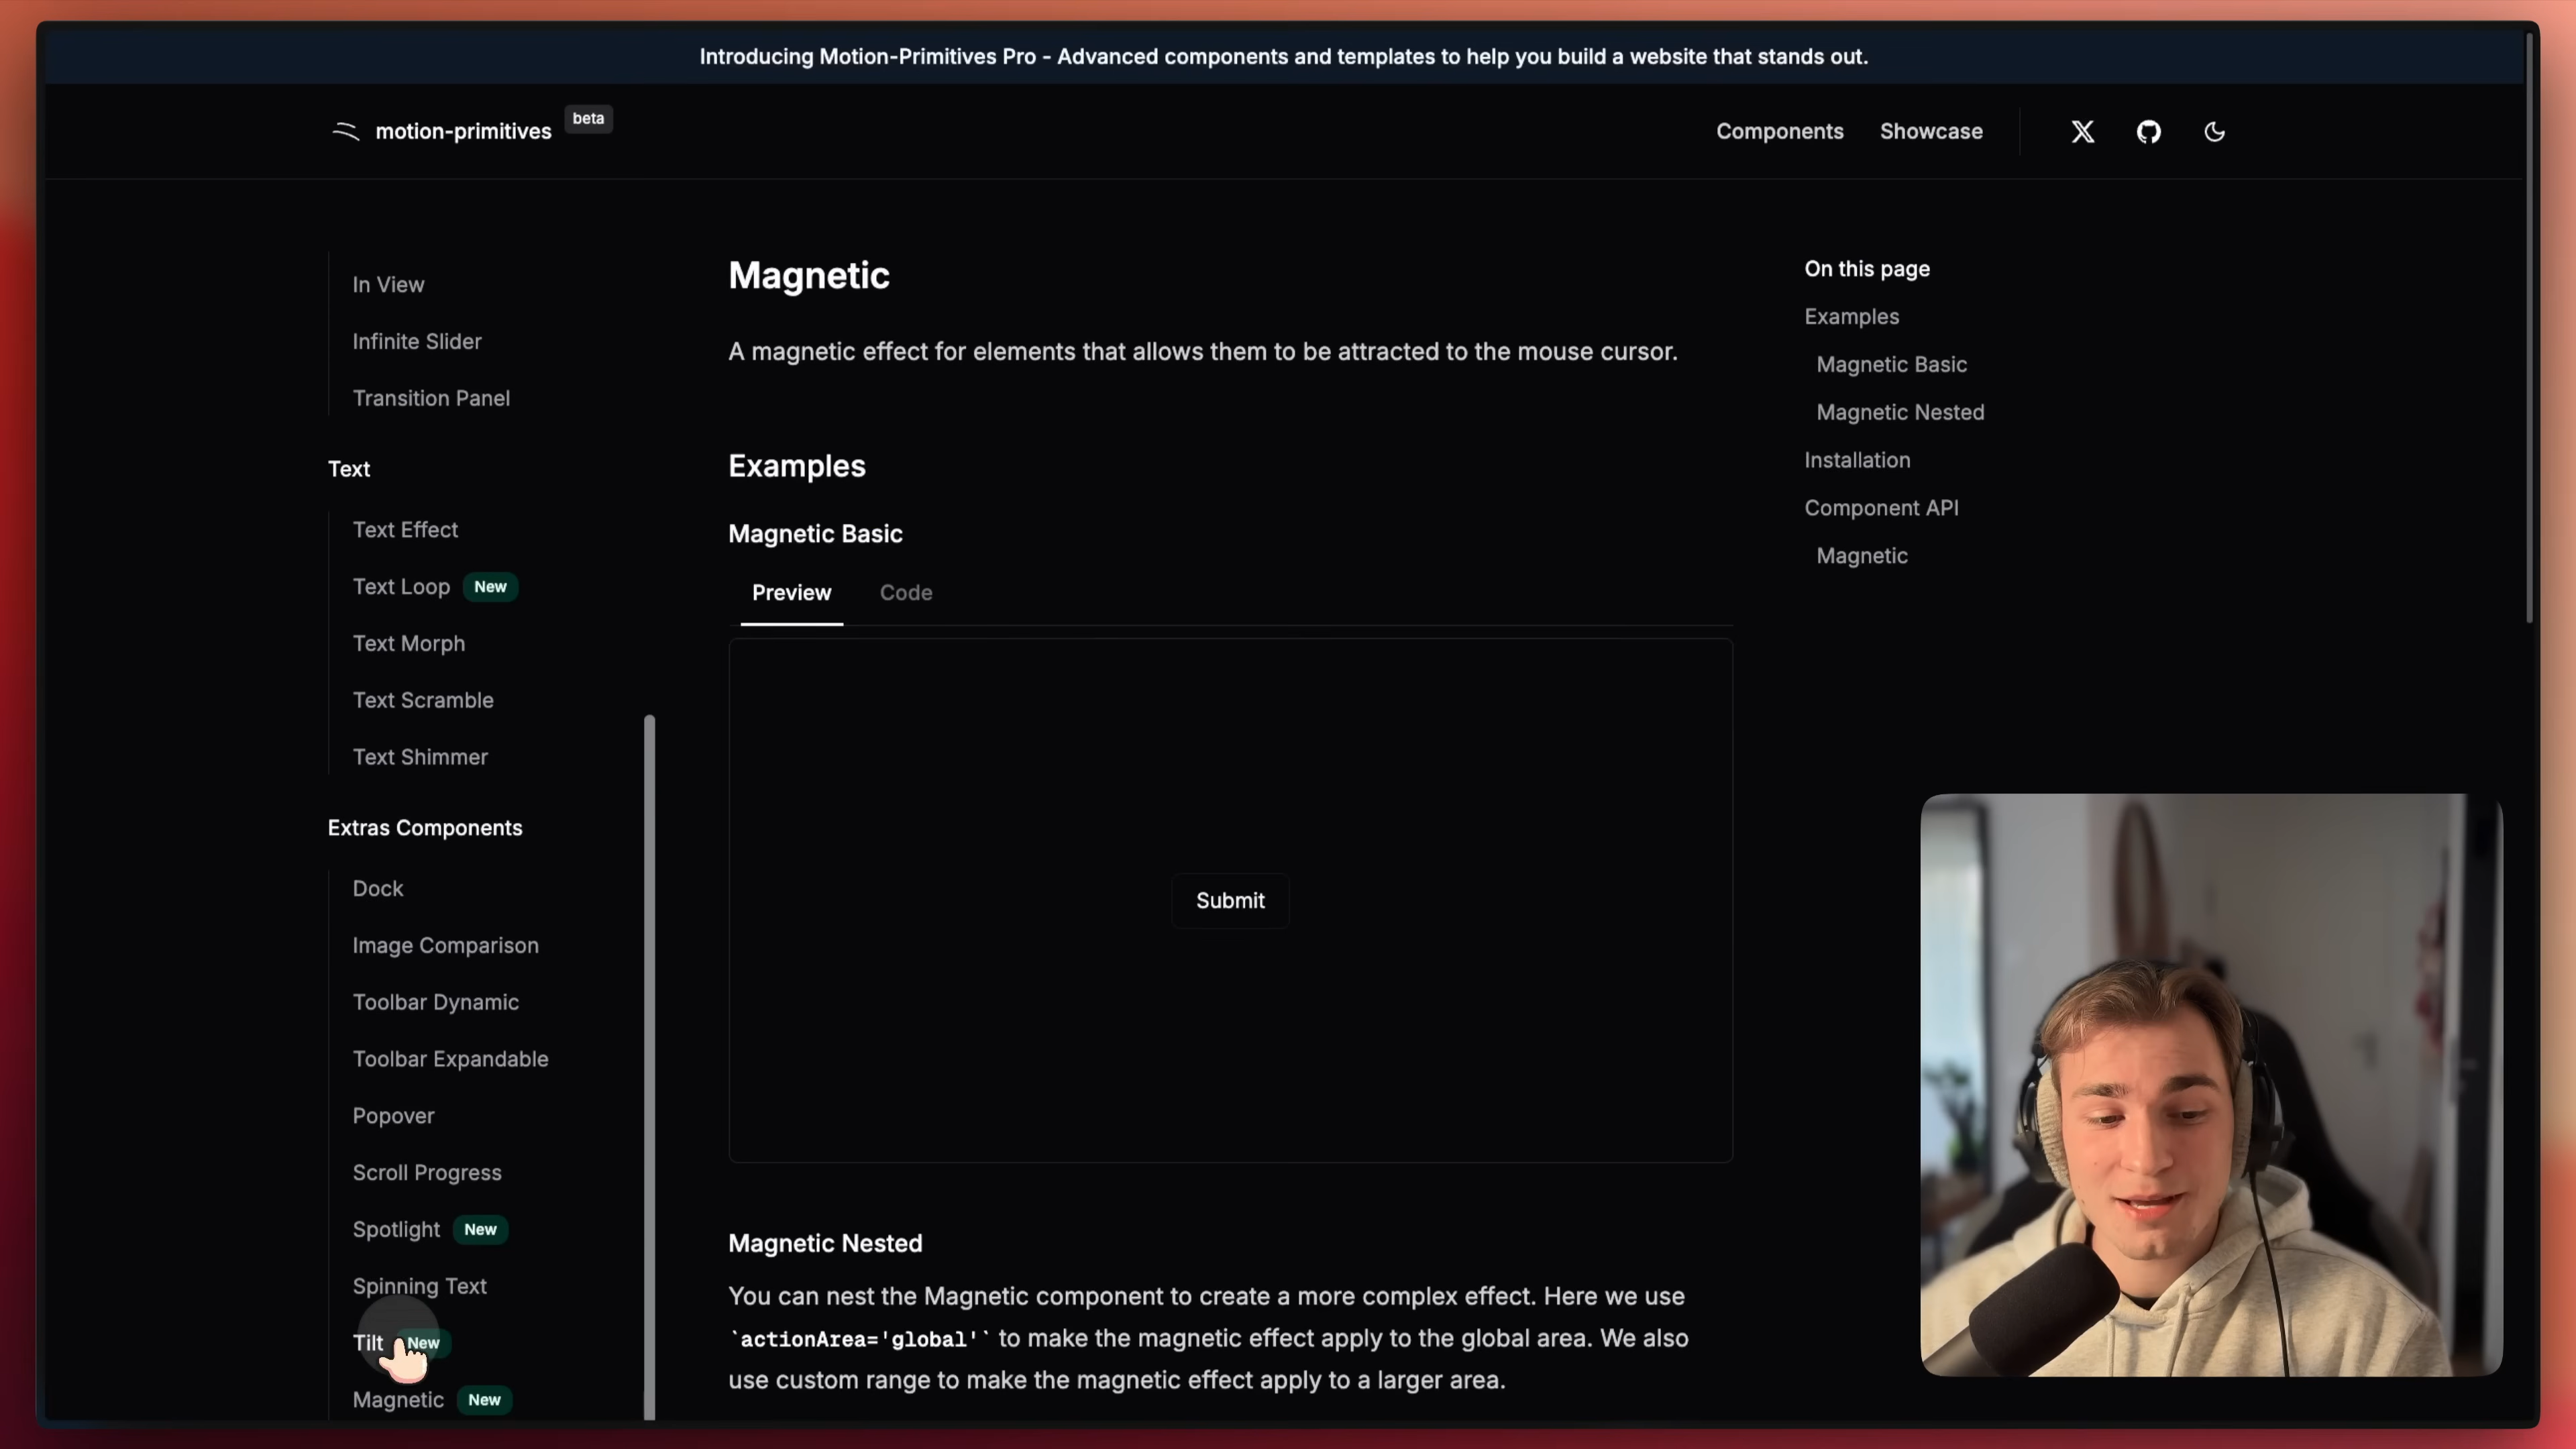 Introducing Motion-Primitives Pro - Advanced components and templates to help you build a website that stands out.
motion-primitives beta
Components Showcase
In View
Infinite Slider
Transition Panel
Text
Text Effect
Text Loop New
Text Morph
Text Scramble
Text Shimmer
Extras Components
Dock
Image Comparison
Toolbar Dynamic
Toolbar Expandable
Popover
Scroll Progress
Spotlight New
Spinning Text
Tilt New
Magnetic New
Magnetic
A magnetic effect for elements that allows them to be attracted to the mouse cursor.
Examples
Magnetic Basic
Preview Code
Submit
Magnetic Nested
You can nest the Magnetic component to create a more complex effect. Here we use
`actionArea='global'` to make the magnetic effect apply to the global area. We also
use custom range to make the magnetic effect apply to a larger area.
On this page
Examples
Magnetic Basic
Magnetic Nested
Installation
Component API
Magnetic